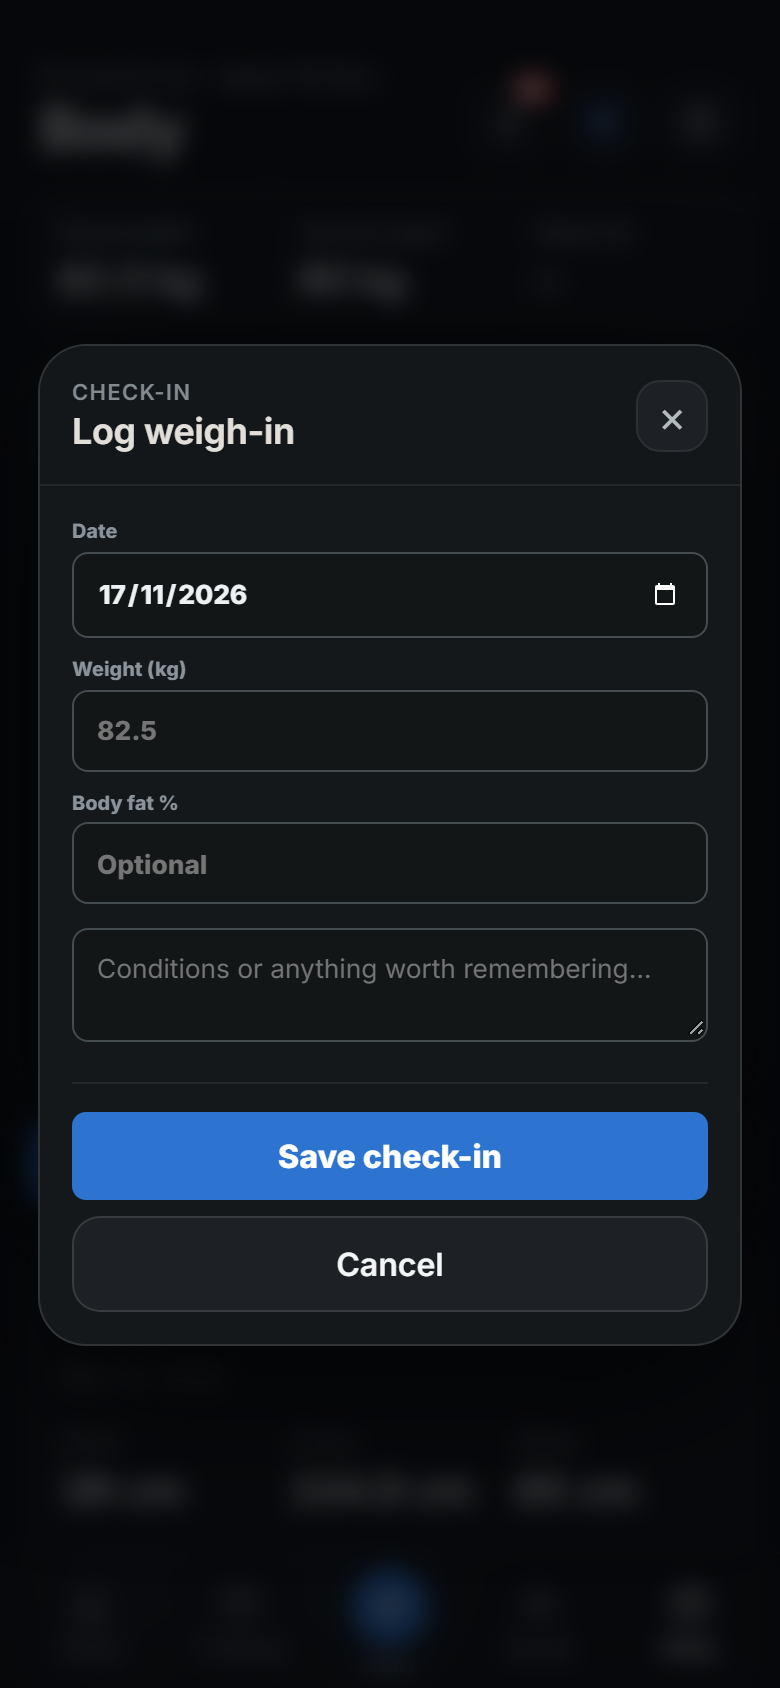 Body
CHECK-IN
Log weigh-in
Date
17/11/2026
Weight (kg)
82.5
Body fat %
Optional
Conditions or anything worth remembering...
Save check-in
Cancel